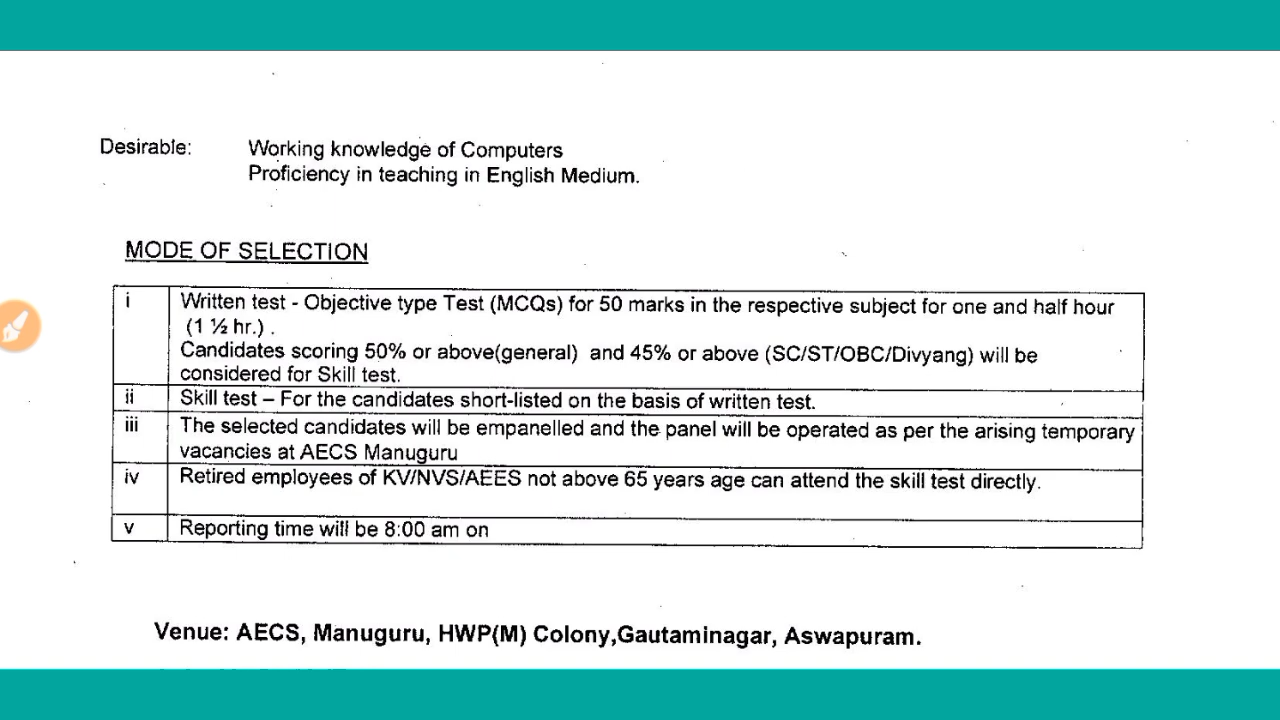 Desirable: Working knowledge of Computers
Proficiency in teaching in English Medium.
MODE OF SELECTION
i Written test - Objective type Test (MCQs) for 50 marks in the respective subject for one and half hour
(1 ½ hr.) .
Candidates scoring 50% or above(general) and 45% or above (SC/ST/OBC/Divyang) will be
considered for Skill test.
ii Skill test – For the candidates short-listed on the basis of written test.
iii The selected candidates will be empanelled and the panel will be operated as per the arising temporary
vacancies at AECS Manuguru
iv Retired employees of KV/NVS/AEES not above 65 years age can attend the skill test directly.
v Reporting time will be 8:00 am on
Venue: AECS, Manuguru, HWP(M) Colony,Gautaminagar, Aswapuram.